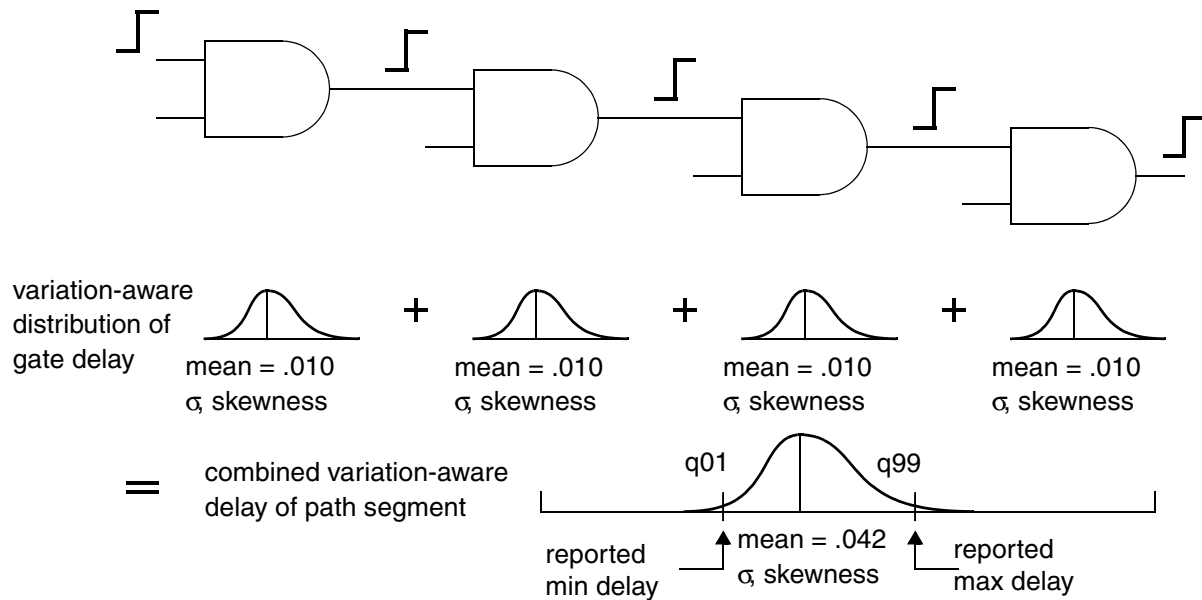 variation-aware
distribution of
gate delay
+ + +
mean = .010 mean = .010 mean = .010 mean = .010
σ, skewness σ, skewness σ, skewness σ, skewness
= combined variation-aware
delay of path segment
q01 q99
reported
min delay
mean = .042
σ, skewness
reported
max delay